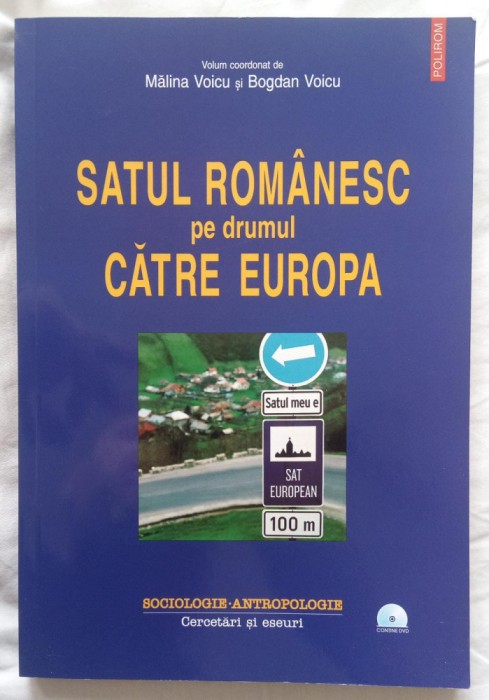 POLIROM
Volum coordonat de
Mălina Voicu și Bogdan Voicu
SATUL ROMÂNESC
pe drumul
CĂTRE EUROPA
Satul meu e
SAT
EUROPEAN
100 m
SOCIOLOGIE·ANTROPOLOGIE
Cercetări și eseuri
CONȚINE DVD